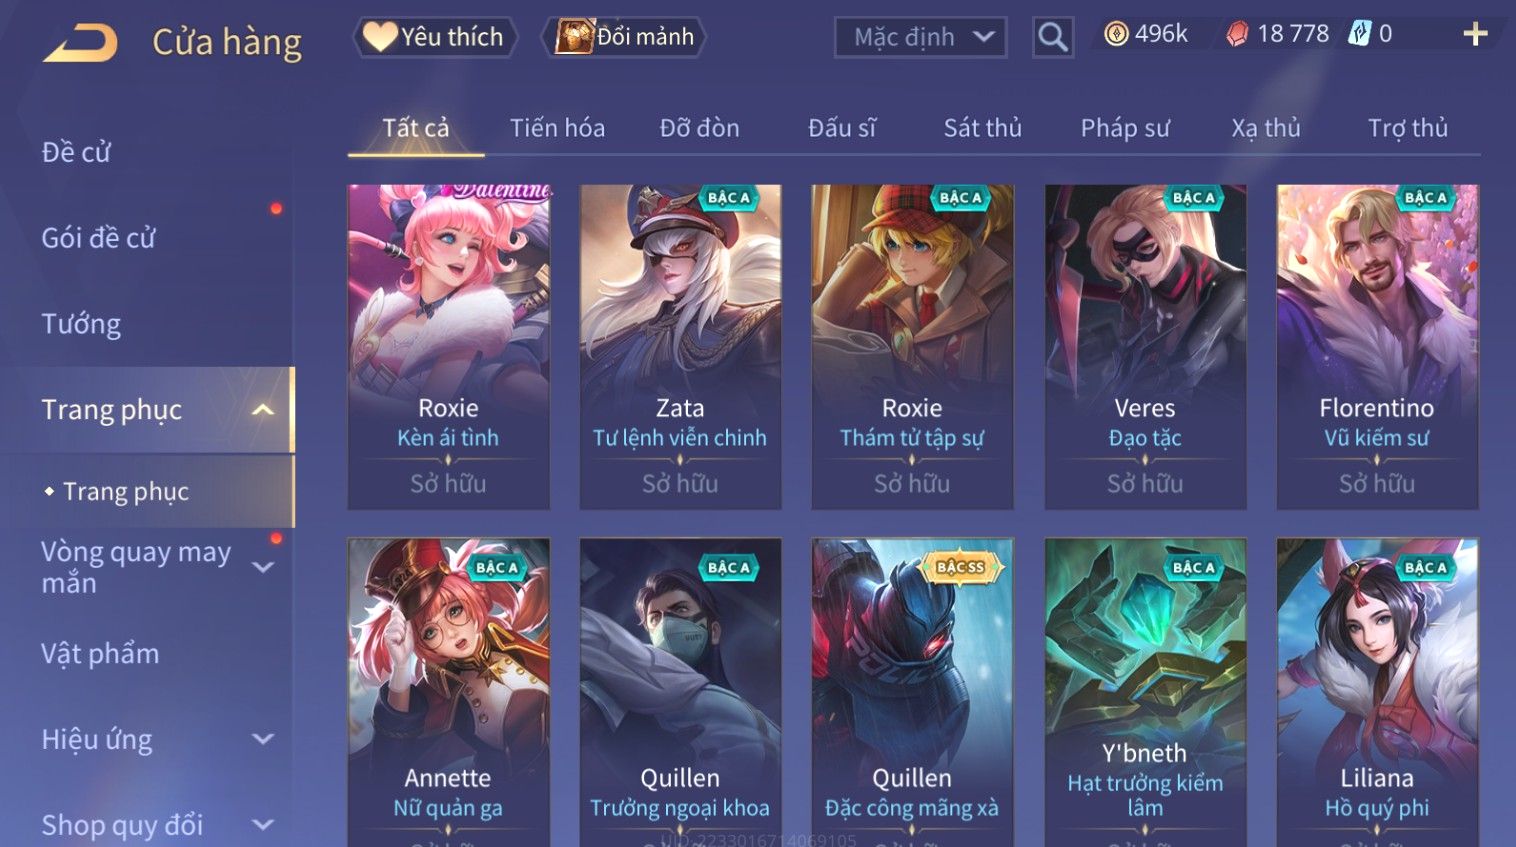 Cửa hàng
Yêu thích
Đổi mảnh
Mặc định
496k
18 778
0
Đề cử
Gói đề cử
Tướng
Trang phục
Trang phục
Vòng quay may
mắn
Vật phẩm
Hiệu ứng
Shop quy đổi
Tất cả
Tiến hóa
Đỡ đòn
Đấu sĩ
Sát thủ
Pháp sư
Xạ thủ
Trợ thủ
Valentine
Roxie
Kèn ái tình
Sở hữu
BẬC A
Zata
Tư lệnh viễn chinh
Sở hữu
BẬC A
Roxie
Thám tử tập sự
Sở hữu
BẬC A
Veres
Đạo tặc
Sở hữu
BẬC A
Florentino
Vũ kiếm sư
Sở hữu
BẬC A
Annette
Nữ quản ga
BẬC A
Quillen
Trưởng ngoại khoa
BẬC SS
POLICE
Quillen
Đặc công mãng xà
BẬC A
Y'bneth
Hạt trưởng kiểm
lâm
BẬC A
Liliana
Hồ quý phi
UID 2233016714069105